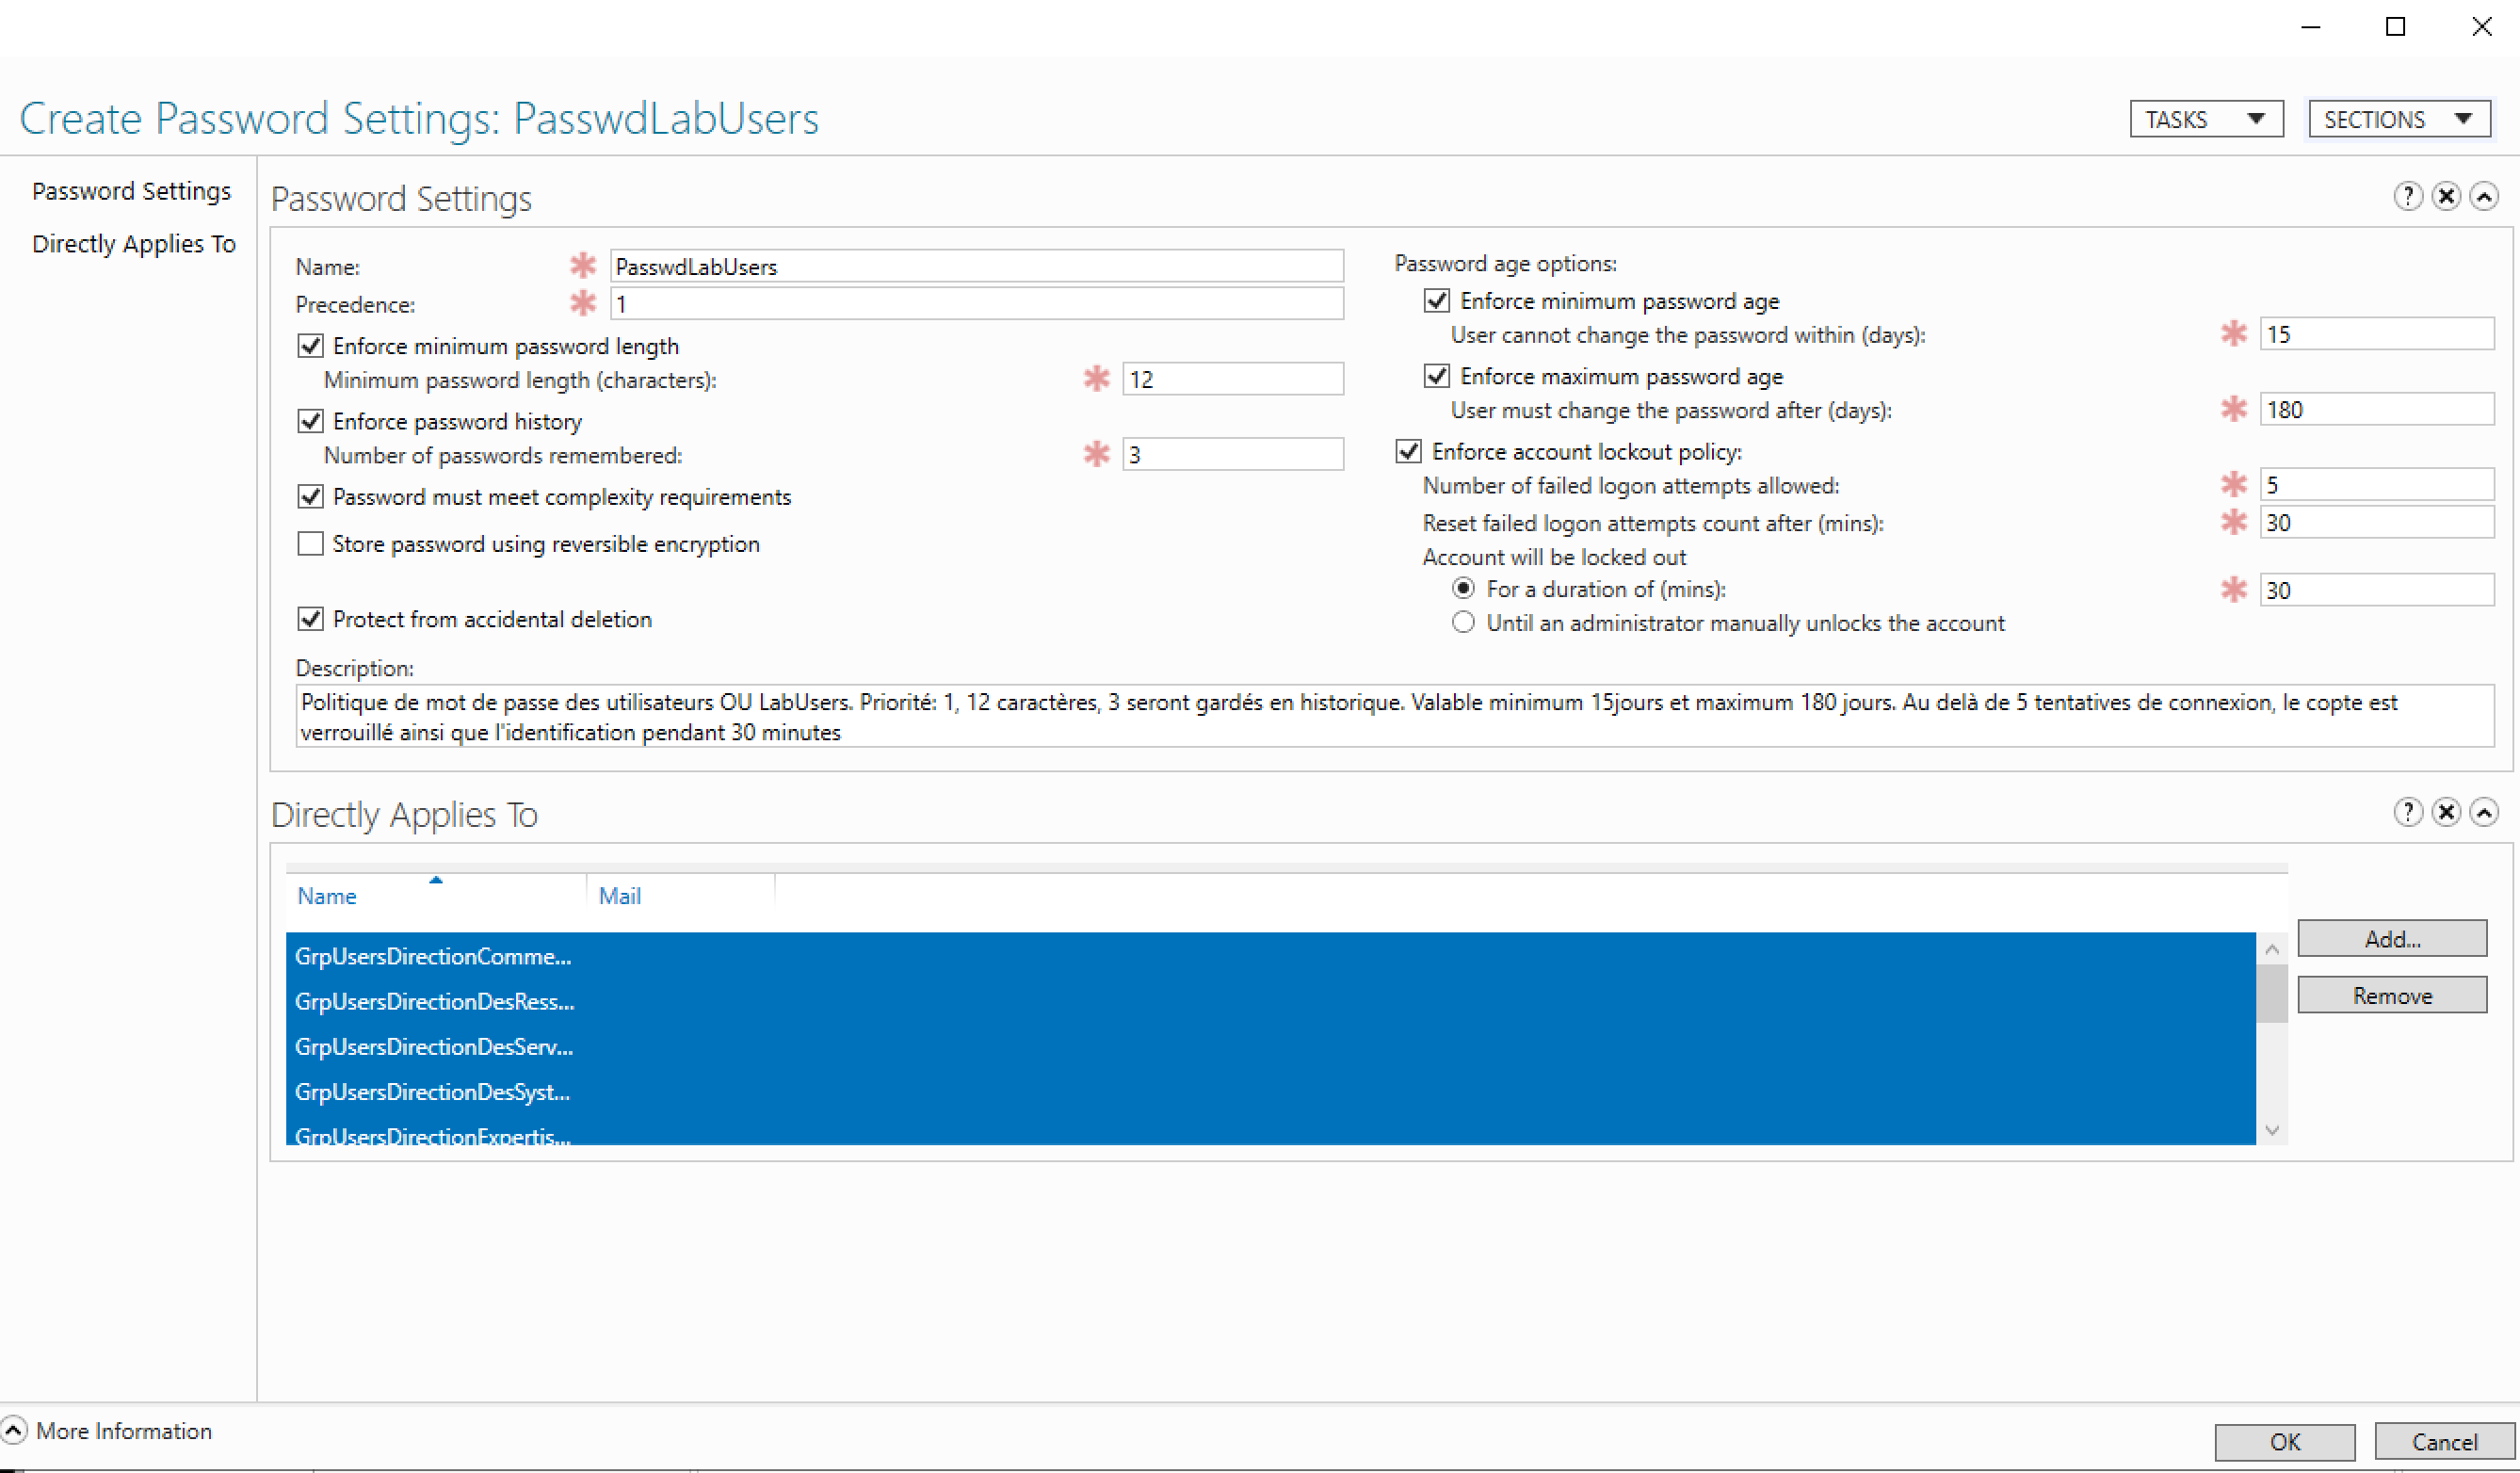 Create Password Settings: PasswdLabUsers
TASKS
SECTIONS
Password Settings
Directly Applies To
Password Settings
Name:
PasswdLabUsers
Precedence:
1
Enforce minimum password length
Minimum password length (characters):
12
Enforce password history
Number of passwords remembered:
3
Password must meet complexity requirements
Store password using reversible encryption
Protect from accidental deletion
Password age options:
Enforce minimum password age
User cannot change the password within (days):
15
Enforce maximum password age
User must change the password after (days):
180
Enforce account lockout policy:
Number of failed logon attempts allowed:
5
Reset failed logon attempts count after (mins):
30
Account will be locked out
For a duration of (mins):
30
Until an administrator manually unlocks the account
Description:
Politique de mot de passe des utilisateurs OU LabUsers. Priorité: 1, 12 caractères, 3 seront gardés en historique. Valable minimum 15jours et maximum 180 jours. Au delà de 5 tentatives de connexion, le copte est
verrouillé ainsi que l'identification pendant 30 minutes
Directly Applies To
Name
Mail
GrpUsersDirectionComme...
GrpUsersDirectionDesRess...
GrpUsersDirectionDesServ...
GrpUsersDirectionDesSyst...
GrpUsersDirectionExpertis...
Add...
Remove
More Information
OK
Cancel